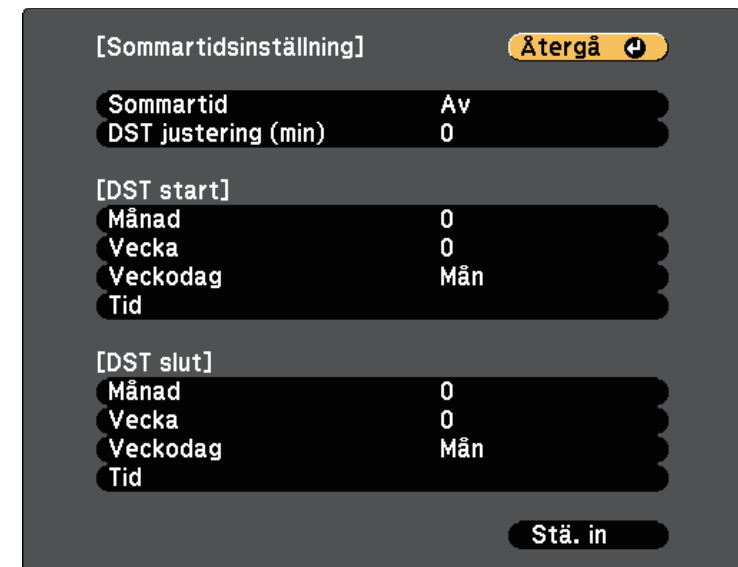 [Sommartidsinställning] Återgå
Sommartid Av
DST justering (min) 0
[DST start]
Månad 0
Vecka 0
Veckodag Mån
Tid
[DST slut]
Månad 0
Vecka 0
Veckodag Mån
Tid
Stä. in